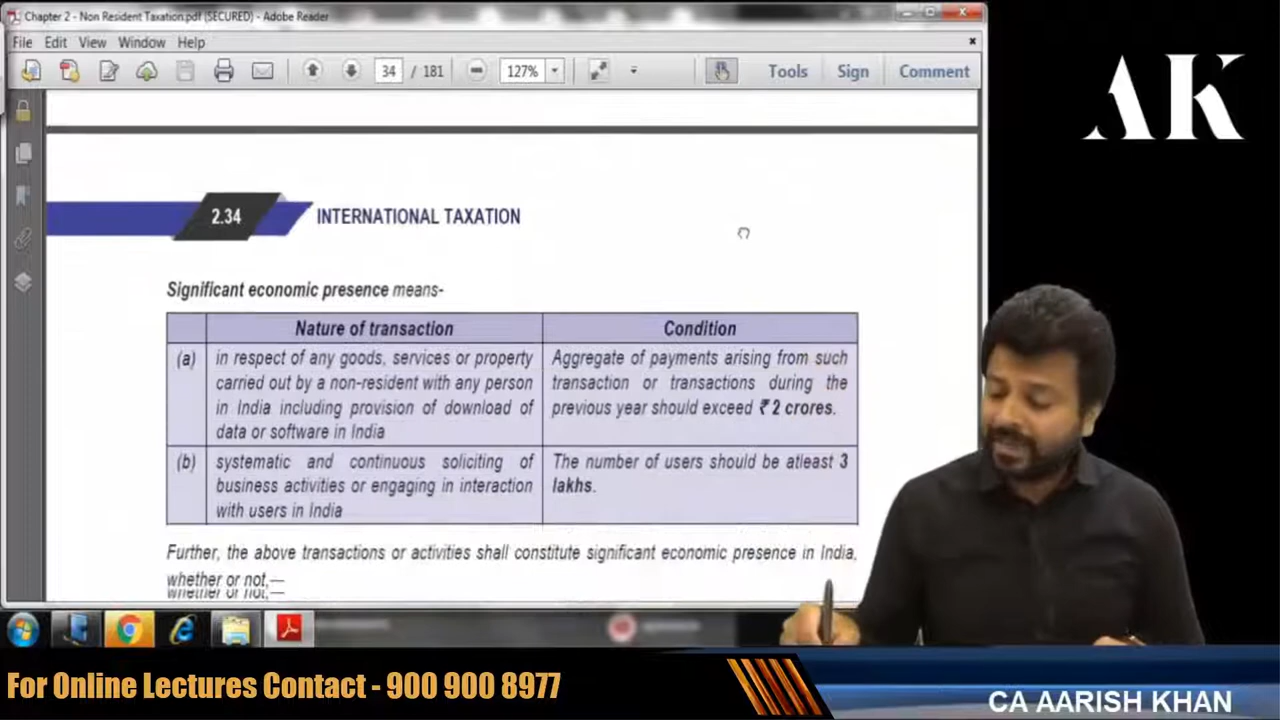 Chapter 2 - Non Resident Taxation.pdf (SECURED) - Adobe Reader
File Edit View Window Help
34 / 181 127% Tools Sign Comment
AK
2.34 INTERNATIONAL TAXATION
Significant economic presence means-
Nature of transaction Condition
(a) in respect of any goods, services or property Aggregate of payments arising from such
carried out by a non-resident with any person transaction or transactions during the
in India including provision of download of previous year should exceed ₹ 2 crores.
data or software in India
(b) systematic and continuous soliciting of The number of users should be atleast 3
business activities or engaging in interaction lakhs.
with users in India
Further, the above transactions or activities shall constitute significant economic presence in India,
whether or not,—
whether or not,—
For Online Lectures Contact - 900 900 8977
CA AARISH KHAN